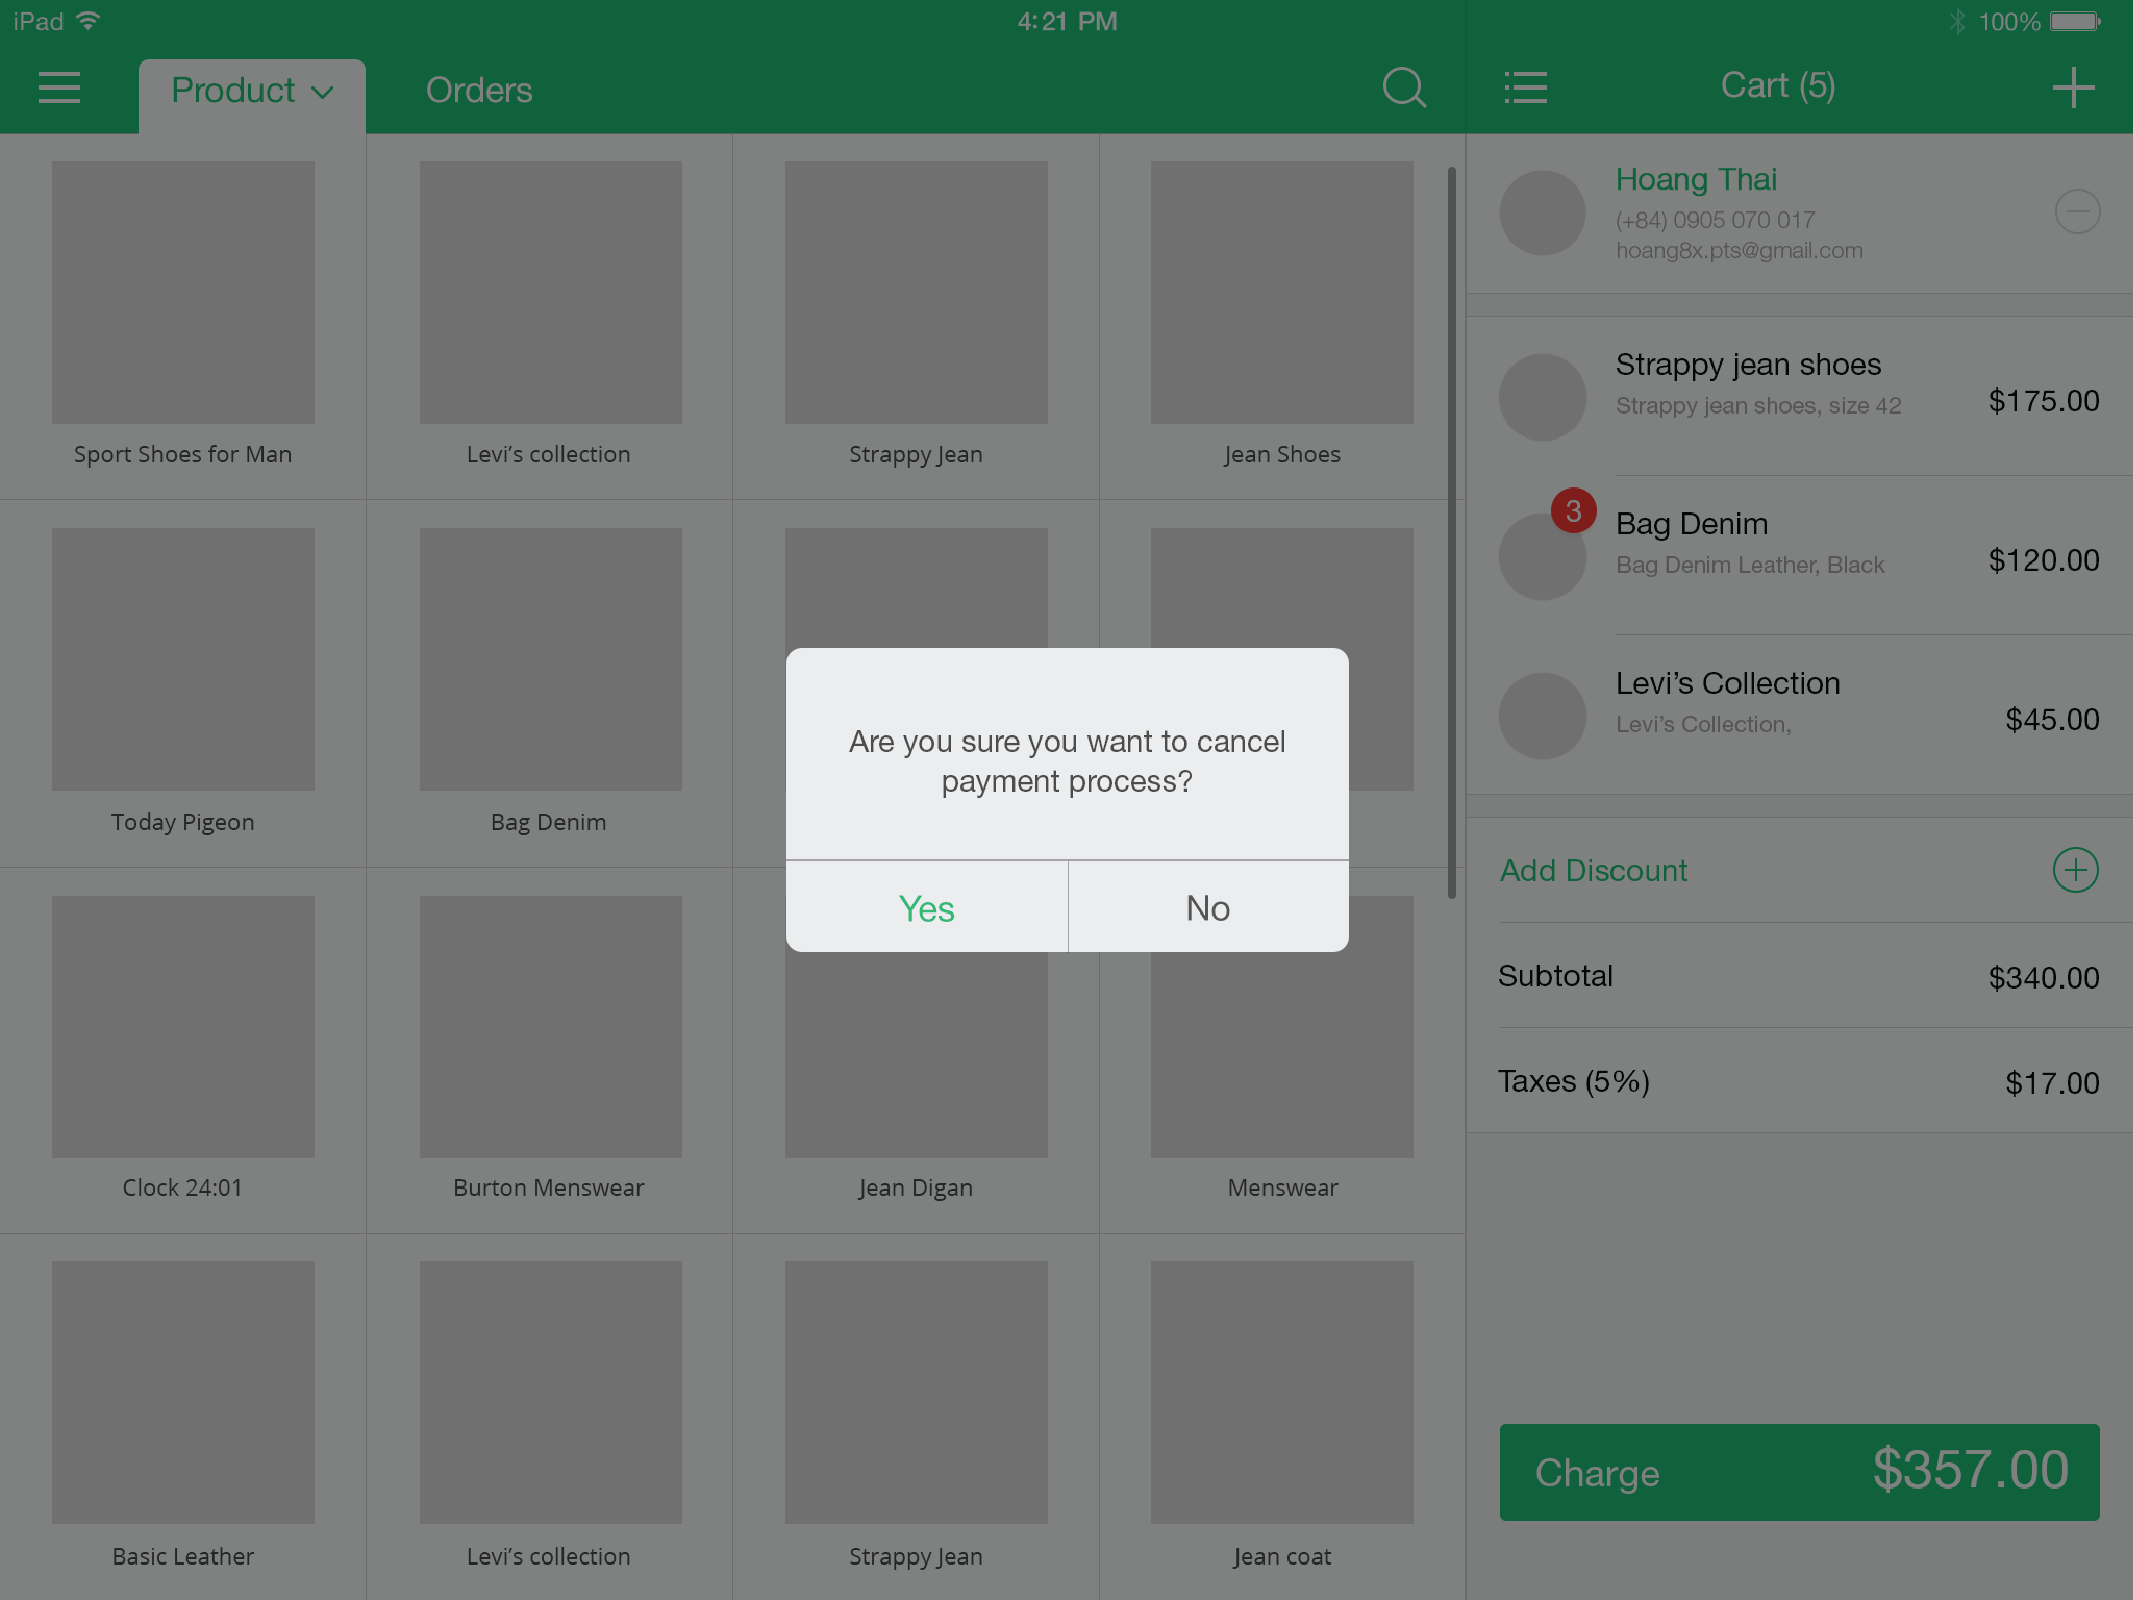 iPad
4:21 PM
100%
Product
Orders
Cart (5)
Hoang Thai
(+84) 0905 070 017
hoang8x.pts@gmail.com
Sport Shoes for Man
Levi’s collection
Strappy Jean
Jean Shoes
Strappy jean shoes
Strappy jean shoes, size 42
$175.00
3
Bag Denim
Bag Denim Leather, Black
$120.00
Levi’s Collection
Levi’s Collection,
$45.00
Today Pigeon
Bag Denim
Are you sure you want to cancel
payment process?
Yes
No
Add Discount
Subtotal
$340.00
Taxes (5%)
$17.00
Clock 24:01
Burton Menswear
Jean Digan
Menswear
Charge
$357.00
Basic Leather
Levi’s collection
Strappy Jean
Jean coat